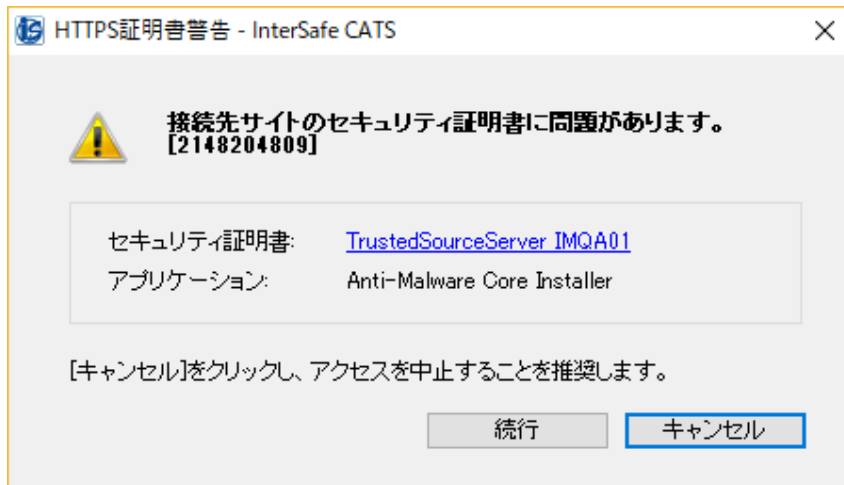 HTTPS証明書警告 - InterSafe CATS
接続先サイトのセキュリティ証明書に問題があります。
[2148204809]
セキュリティ証明書: TrustedSourceServer_IMQA01
アプリケーション: Anti-Malware Core Installer
[キャンセル]をクリックし、アクセスを中止することを推奨します。
続行 キャンセル